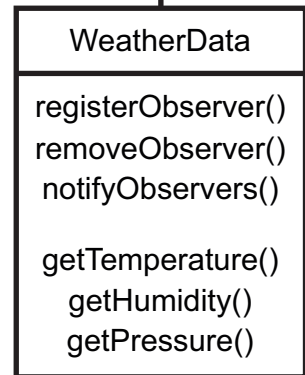 WeatherData
registerObserver()
removeObserver()
notifyObservers()
getTemperature()
getHumidity()
getPressure()